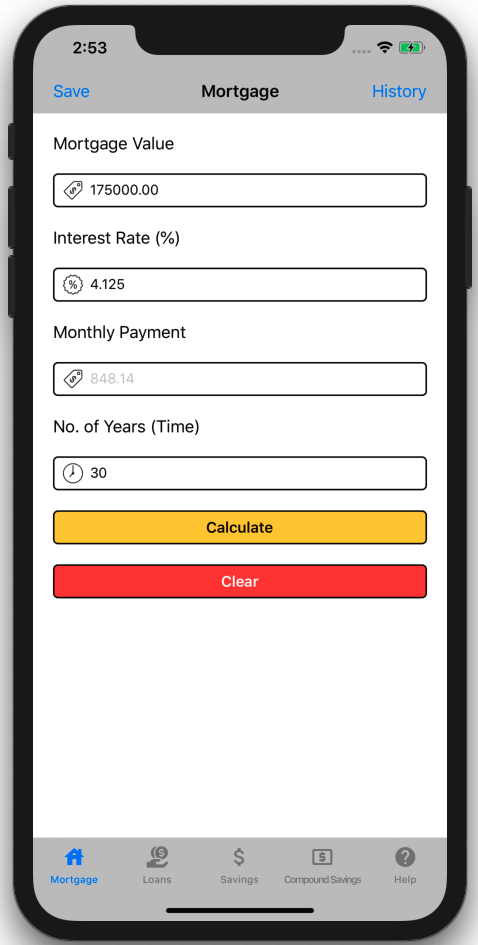 2:53
Save Mortgage History
Mortgage Value
175000.00
Interest Rate (%)
4.125
Monthly Payment
848.14
No. of Years (Time)
30
Calculate
Clear
Mortgage Loans Savings Compound Savings Help